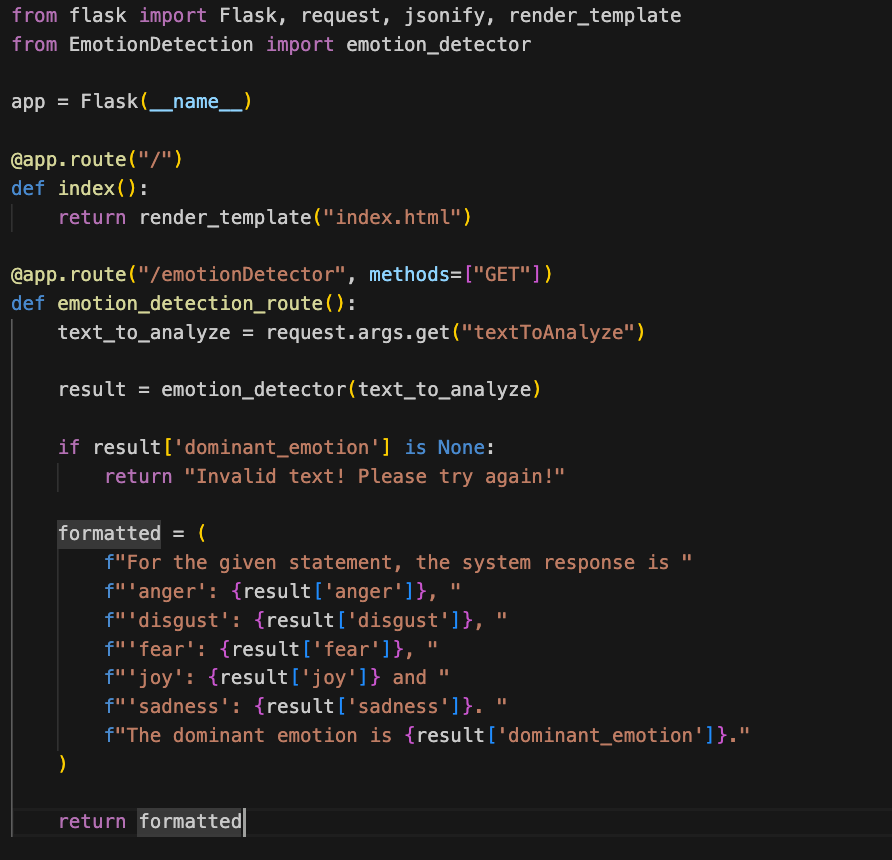 from flask import Flask, request, jsonify, render_template
from EmotionDetection import emotion_detector

app = Flask(__name__)

@app.route("/")
def index():
    return render_template("index.html")

@app.route("/emotionDetector", methods=["GET"])
def emotion_detection_route():
    text_to_analyze = request.args.get("textToAnalyze")

    result = emotion_detector(text_to_analyze)

    if result['dominant_emotion'] is None:
        return "Invalid text! Please try again!"

    formatted = (
        f"For the given statement, the system response is "
        f"'anger': {result['anger']}, "
        f"'disgust': {result['disgust']}, "
        f"'fear': {result['fear']}, "
        f"'joy': {result['joy']} and "
        f"'sadness': {result['sadness']}. "
        f"The dominant emotion is {result['dominant_emotion']}."
    )

    return formatted